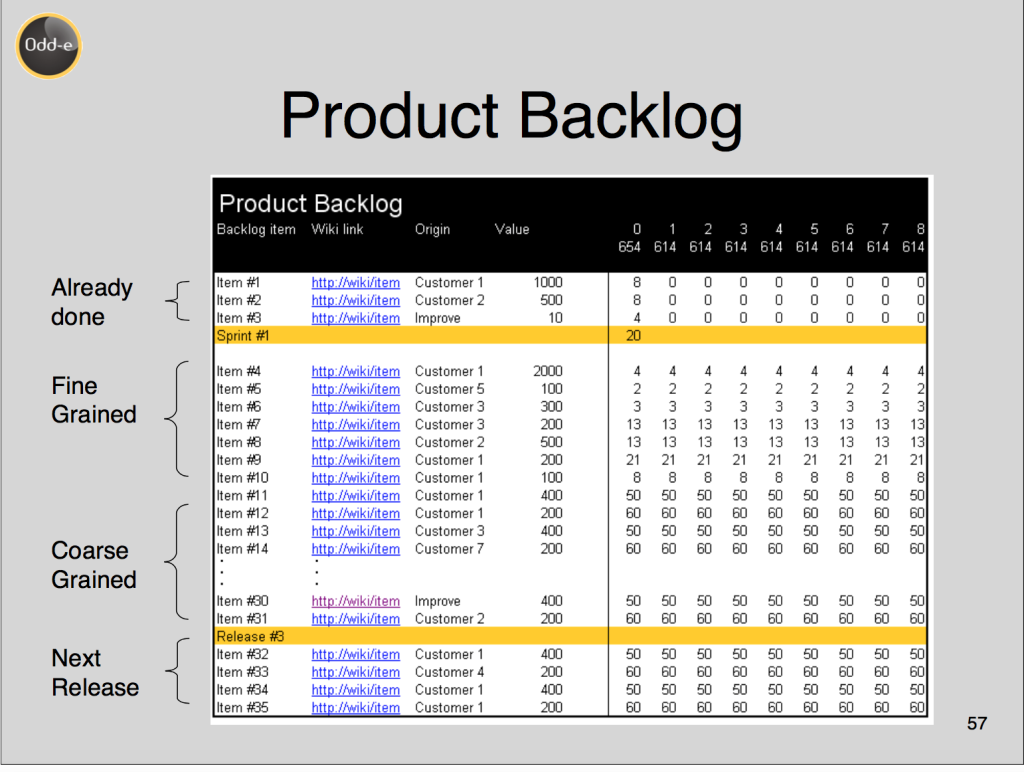 Odd-e
Product Backlog
Product Backlog
Backlog item Wiki link Origin Value 0 1 2 3 4 5 6 7 8
654 614 614 614 614 614 614 614 614
Already
done
Item #1 http://wiki/item Customer 1 1000 8 0 0 0 0 0 0 0 0
Item #2 http://wiki/item Customer 2 500 8 0 0 0 0 0 0 0 0
Item #3 http://wiki/item Improve 10 4 0 0 0 0 0 0 0 0
Sprint #1 20
Fine
Grained
Item #4 http://wiki/item Customer 1 2000 4 4 4 4 4 4 4 4 4
Item #5 http://wiki/item Customer 5 100 2 2 2 2 2 2 2 2 2
Item #6 http://wiki/item Customer 3 300 3 3 3 3 3 3 3 3 3
Item #7 http://wiki/item Customer 3 200 13 13 13 13 13 13 13 13 13
Item #8 http://wiki/item Customer 2 500 13 13 13 13 13 13 13 13 13
Item #9 http://wiki/item Customer 1 200 21 21 21 21 21 21 21 21 21
Item #10 http://wiki/item Customer 1 100 8 8 8 8 8 8 8 8 8
Coarse
Grained
Item #11 http://wiki/item Customer 1 400 50 50 50 50 50 50 50 50 50
Item #12 http://wiki/item Customer 1 200 60 60 60 60 60 60 60 60 60
Item #13 http://wiki/item Customer 3 400 50 50 50 50 50 50 50 50 50
Item #14 http://wiki/item Customer 7 200 60 60 60 60 60 60 60 60 60
Item #30 http://wiki/item Improve 400 50 50 50 50 50 50 50 50 50
Item #31 http://wiki/item Customer 2 200 60 60 60 60 60 60 60 60 60
Release #3
Next
Release
Item #32 http://wiki/item Customer 1 400 50 50 50 50 50 50 50 50 50
Item #33 http://wiki/item Customer 4 200 60 60 60 60 60 60 60 60 60
Item #34 http://wiki/item Customer 1 400 50 50 50 50 50 50 50 50 50
Item #35 http://wiki/item Customer 1 200 60 60 60 60 60 60 60 60 60
57